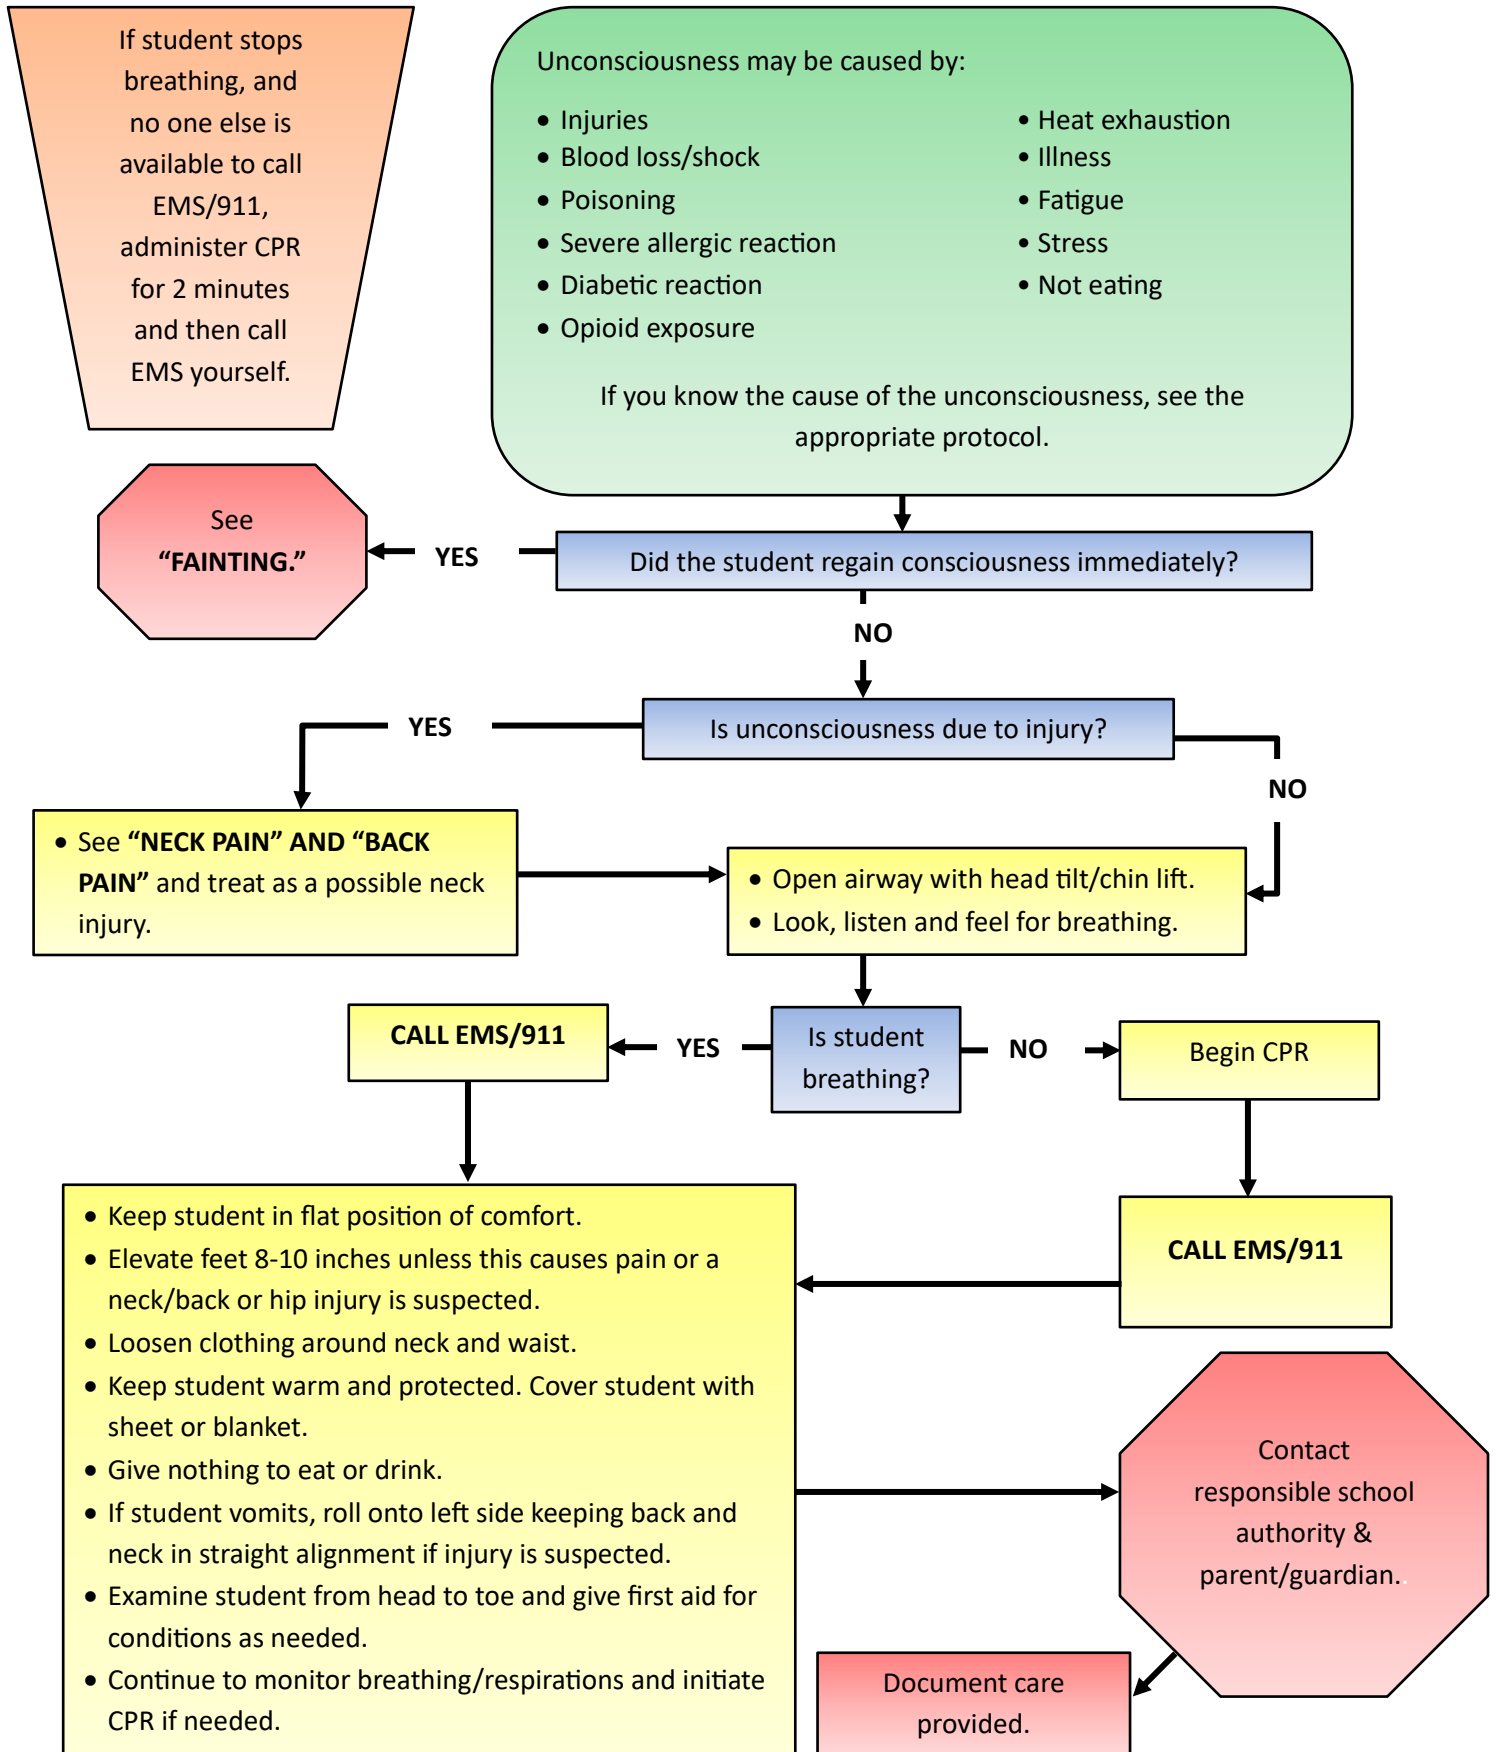 If student stops
breathing, and
no one else is
available to call
EMS/911,
administer CPR
for 2 minutes
and then call
EMS yourself.
Unconsciousness may be caused by:
• Injuries
• Blood loss/shock
• Poisoning
• Severe allergic reaction
• Diabetic reaction
• Opioid exposure
• Heat exhaustion
• Illness
• Fatigue
• Stress
• Not eating
If you know the cause of the unconsciousness, see the
appropriate protocol.
See
“FAINTING.”
YES
Did the student regain consciousness immediately?
NO
YES
Is unconsciousness due to injury?
NO
• See “NECK PAIN” AND “BACK
PAIN” and treat as a possible neck
injury.
• Open airway with head tilt/chin lift.
• Look, listen and feel for breathing.
CALL EMS/911
YES
Is student
breathing?
NO
Begin CPR
• Keep student in flat position of comfort.
• Elevate feet 8-10 inches unless this causes pain or a
neck/back or hip injury is suspected.
• Loosen clothing around neck and waist.
• Keep student warm and protected. Cover student with
sheet or blanket.
• Give nothing to eat or drink.
• If student vomits, roll onto left side keeping back and
neck in straight alignment if injury is suspected.
• Examine student from head to toe and give first aid for
conditions as needed.
• Continue to monitor breathing/respirations and initiate
CPR if needed.
CALL EMS/911
Contact
responsible school
authority &
parent/guardian..
Document care
provided.